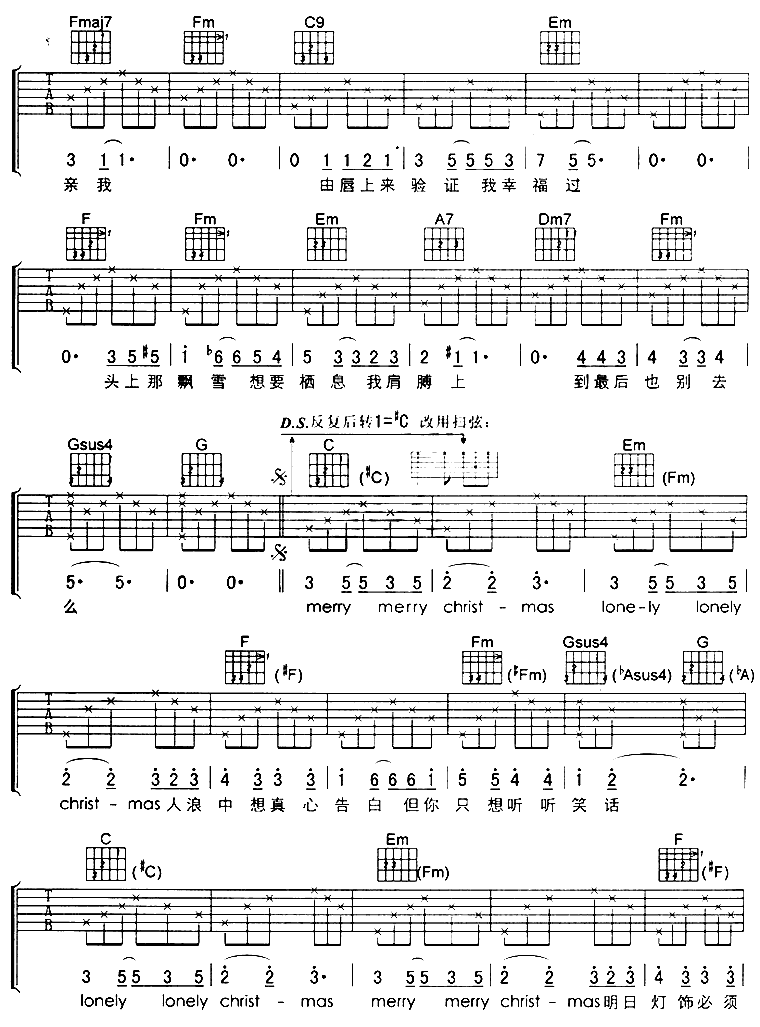 Fmaj7 Fm C9 Em
T A B
3 1 1· | 0· 0· | 0 1 1 2 1· | 3 5 5 5 3 | 7 5 5· | 0· 0·
亲 我 由唇上来 验证 我幸福过
F Fm Em A7 Dm7 Fm
T A B
0· 3 5 #5 | i b6 6 5 4 | 5 3 3 2 3 | 2 #1 1· | 0· 4 4 3 | 4 3 3 4
头上那飘雪 想要 栖息 我肩膊上 到最后也别去
D.S.反复后转1=#C 改用扫弦:
Gsus4 G C (#C) Em (Fm)
T A B
5· 5· | 0· 0· || 3 5 5 3 5 | 2 2 3· | 3 5 5 3 5
么 merry merry christ - mas lone-ly lonely
F (#F) Fm (#Fm) Gsus4 (bAsus4) G (bA)
T A B
2 2 3 2 3 | 4 3 3 3 | i 6 6 6 i | 5 5 4 4 | i 2 2·
christ - mas人浪 中 想真 心 告白 但你 只 想听 听 笑话
C (#C) Em (Fm) F (#F)
T A B
3 5 5 3 5 | 2 2 3· | 3 5 5 3 5 | 2 2 3 2 3 | 4 3 3 3
lonely lonely christ - mas merry merry christ - mas明日 灯 饰必 须